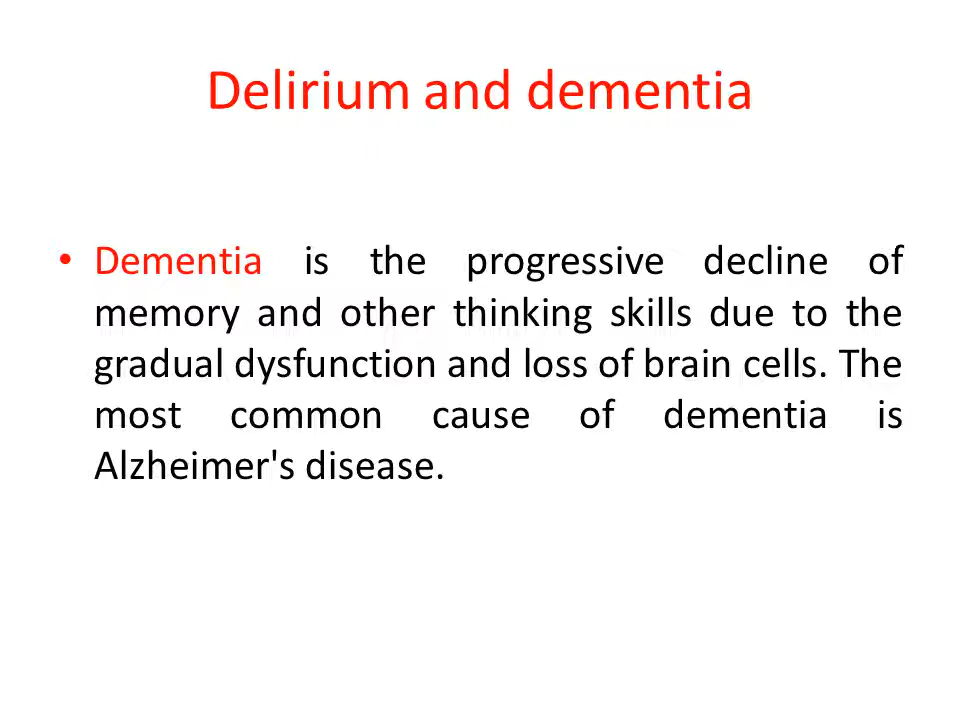 Delirium and dementia
• Dementia is the progressive decline of
memory and other thinking skills due to the
gradual dysfunction and loss of brain cells. The
most common cause of dementia is
Alzheimer's disease.